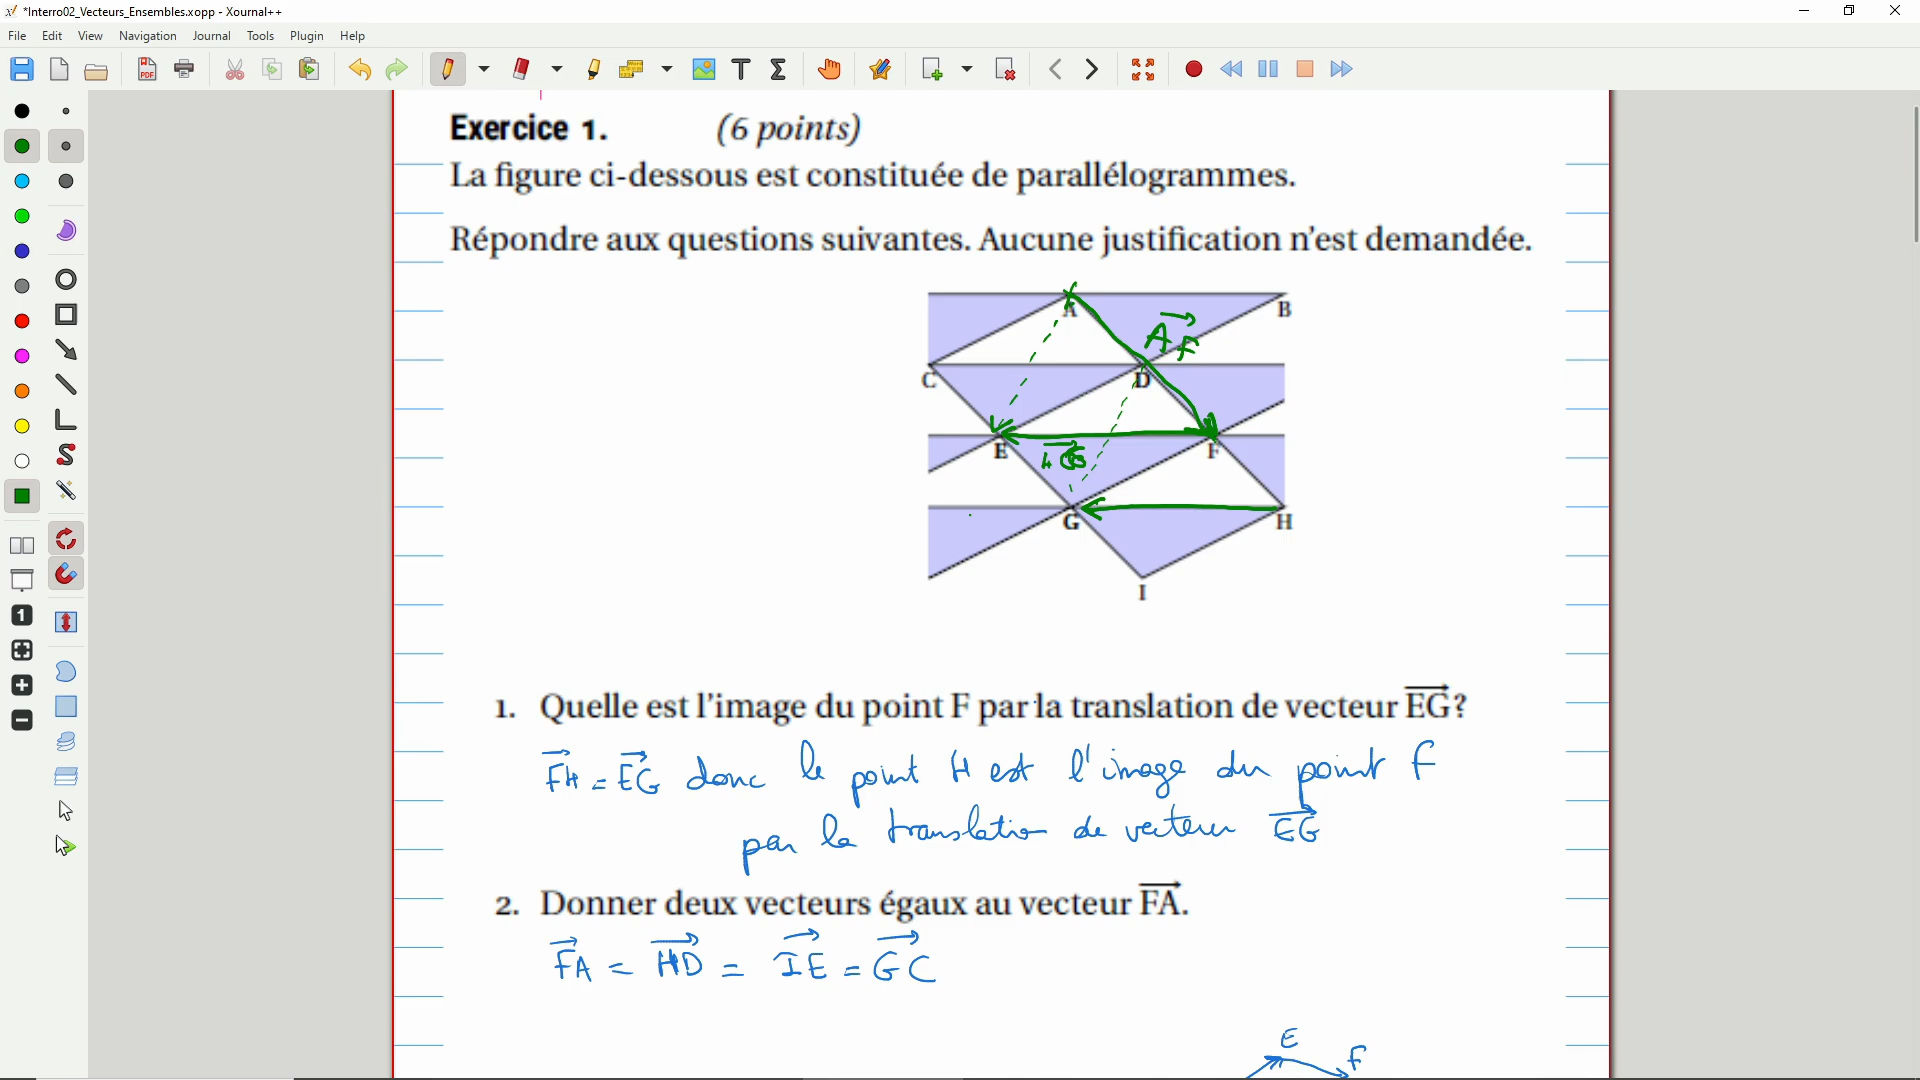 *Interro02_Vecteurs_Ensembles.xopp - Xournal++
File Edit View Navigation Journal Tools Plugin Help
Exercice 1. (6 points)
La figure ci-dessous est constituée de parallélogrammes.
Répondre aux questions suivantes. Aucune justification n'est demandée.
A B
AF
C D
E F
HG
G H
I
1. Quelle est l'image du point F par la translation de vecteur EG?
FH = EG donc le point H est l'image du point F
par la translation de vecteur EG
2. Donner deux vecteurs égaux au vecteur FA.
FA = HD = IE = GC
E
F